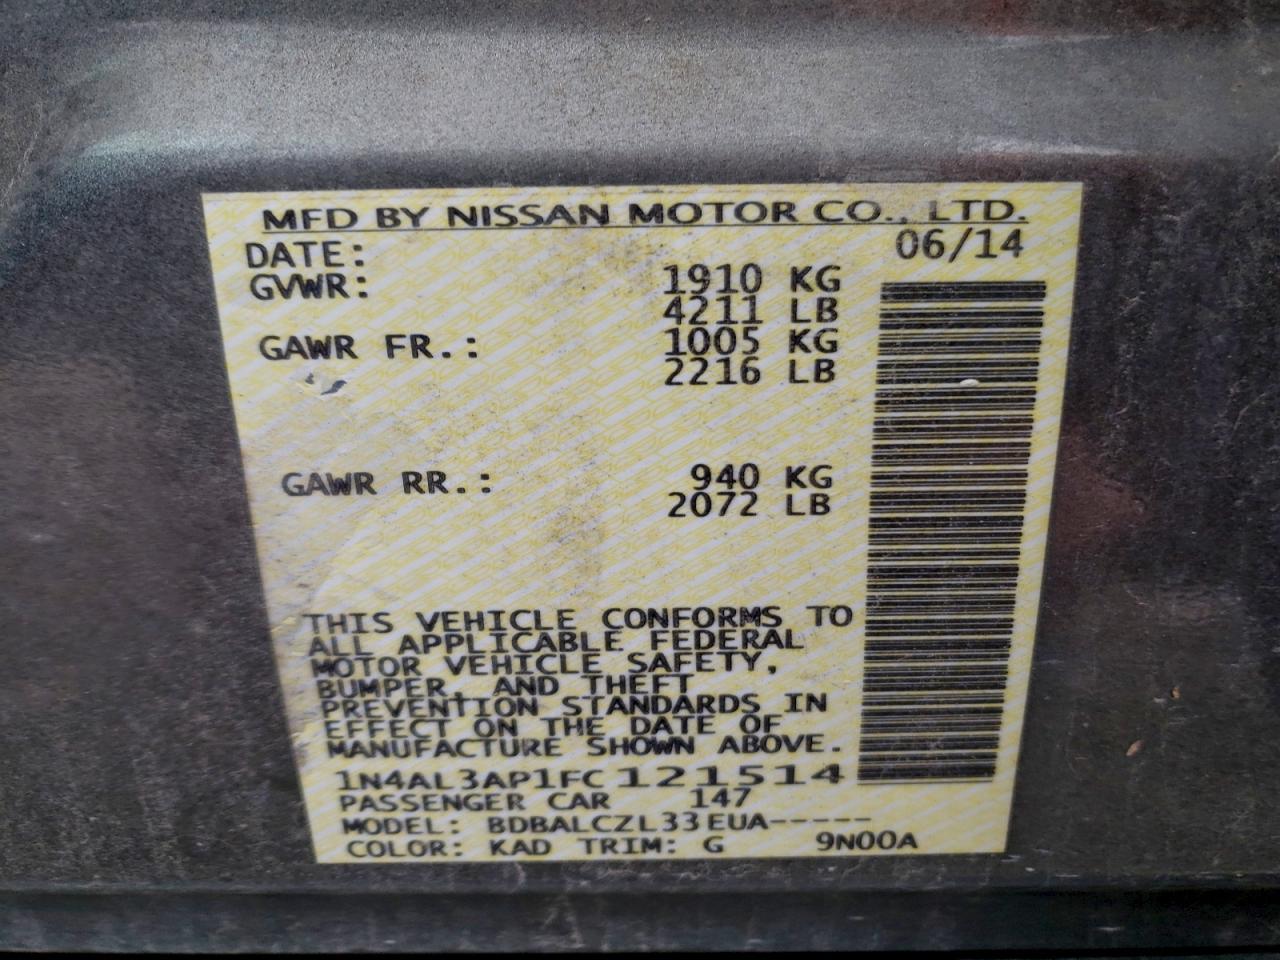 MFD BY NISSAN MOTOR CO., LTD.
DATE: 06/14
GVWR: 1910 KG
4211 LB
GAWR FR.: 1005 KG
2216 LB
GAWR RR.: 940 KG
2072 LB
THIS VEHICLE CONFORMS TO
ALL APPLICABLE FEDERAL
MOTOR VEHICLE SAFETY,
BUMPER, AND THEFT
PREVENTION STANDARDS IN
EFFECT ON THE DATE OF
MANUFACTURE SHOWN ABOVE.
1N4AL3AP1FC121514
PASSENGER CAR 147
MODEL: BDBALCZL33EUA-----
COLOR: KAD TRIM: G 9N00A